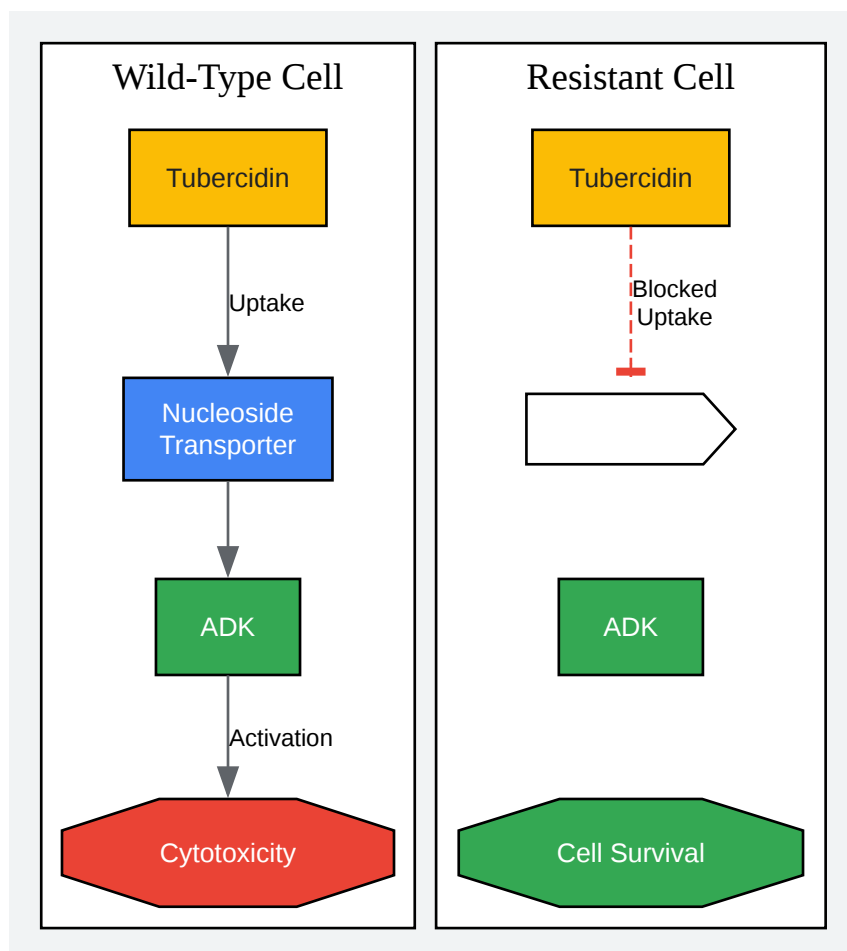 Wild-Type Cell
Tubercidin
Uptake
Nucleoside
Transporter
ADK
Activation
Cytotoxicity
Resistant Cell
Tubercidin
Blocked
Uptake
ADK
Cell Survival